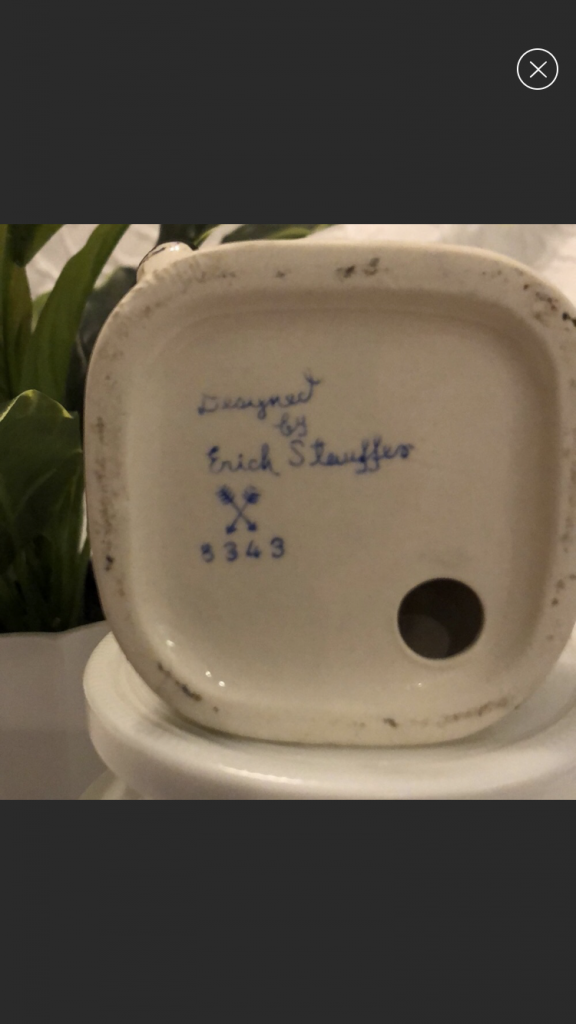 Designed
by
Erich Stauffer
8343